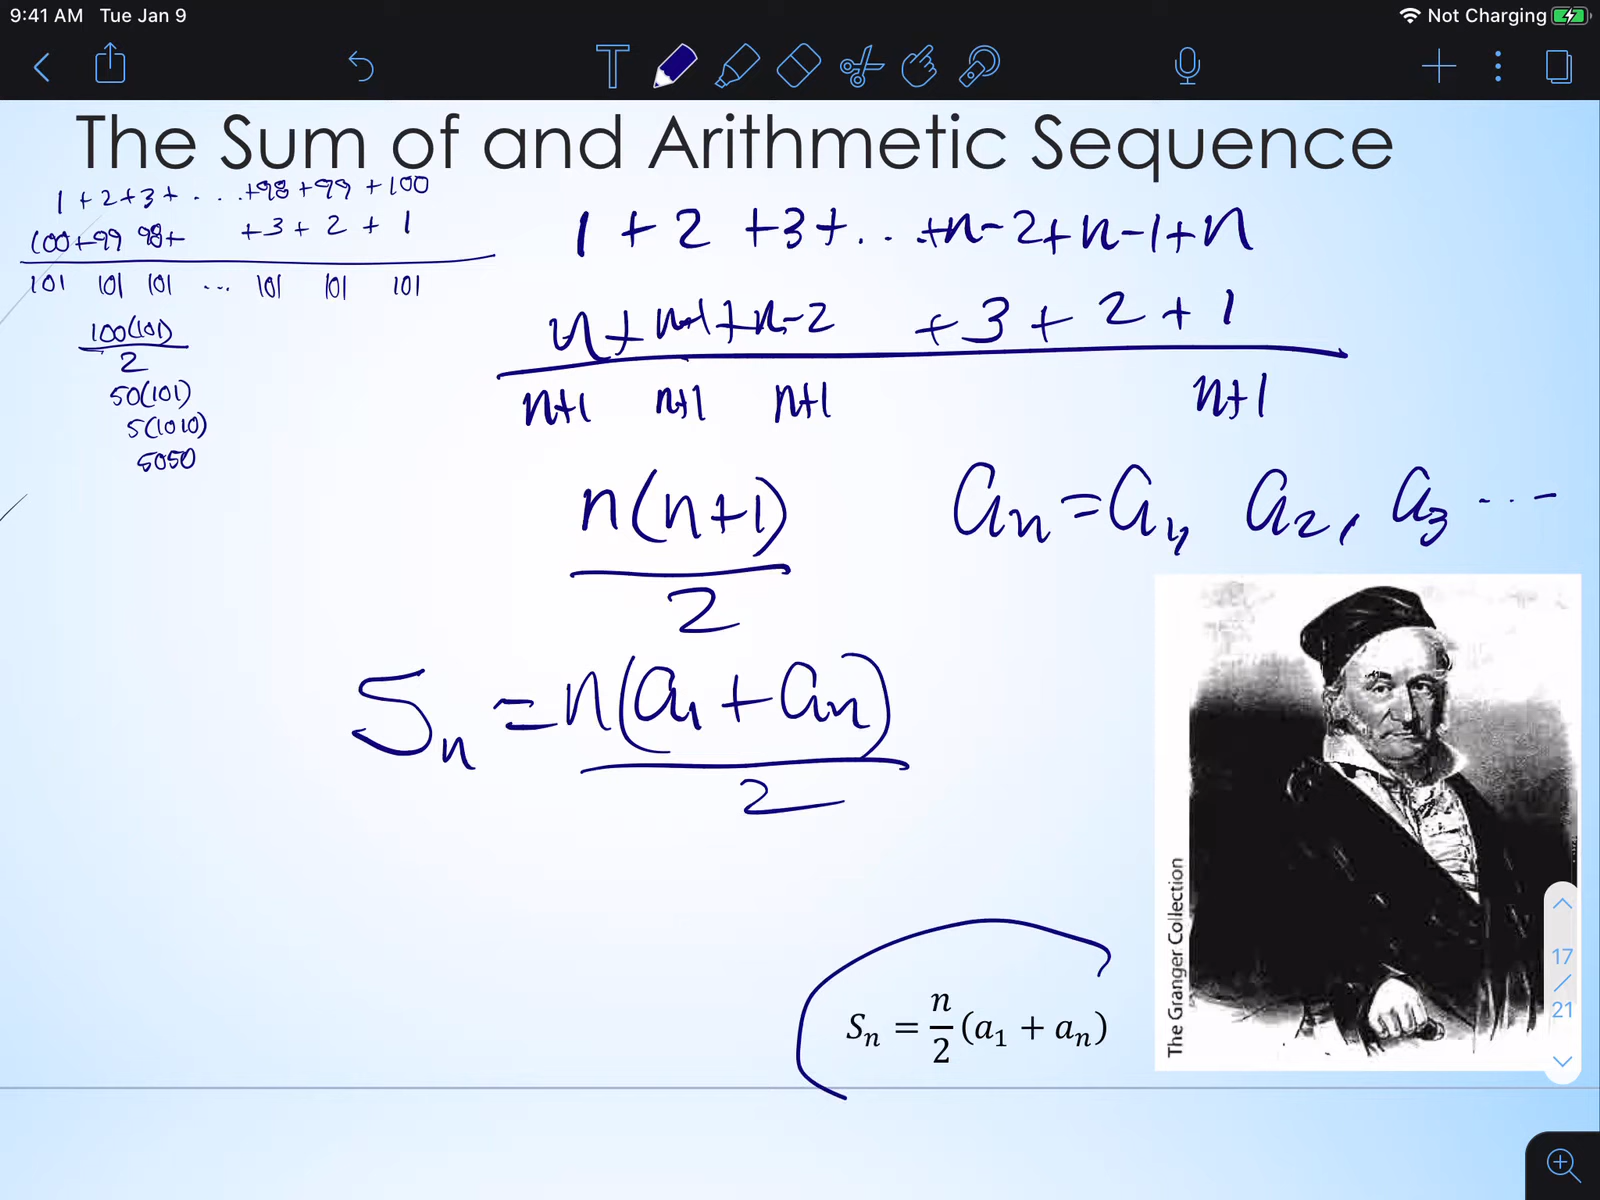 9:41 AM Tue Jan 9
Not Charging
T
The Sum of and Arithmetic Sequence
1 + 2 + 3 + . . . +98 +99 +100
100+99 98+ +3 + 2 + 1
101 101 101 ... 101 101 101
100(101)
2
50(101)
5(1010)
5050
1 + 2 +3+... +n-2+n-1+n
n+n-1+n-2 +3+2+1
n+1 n+1 n+1 n+1
n(n+1)
2
an = a1, a2, a3 ...
Sn = n(a1 + an)
2
Sn = n/2 (a1 + an)
The Granger Collection
17
/
21